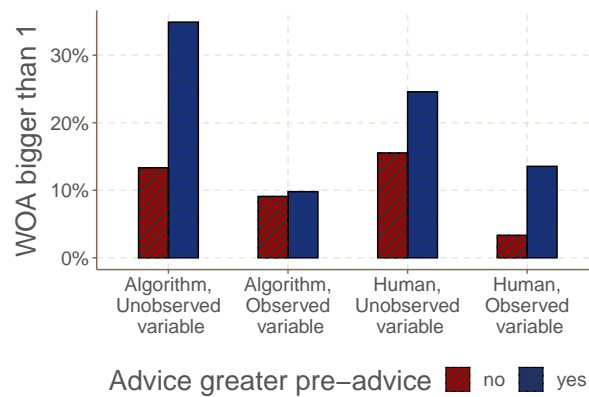 WOA bigger than 1
30%
20%
10%
0%
Algorithm,
Unobserved
variable
Algorithm,
Observed
variable
Human,
Unobserved
variable
Human,
Observed
variable
Advice greater pre−advice no yes